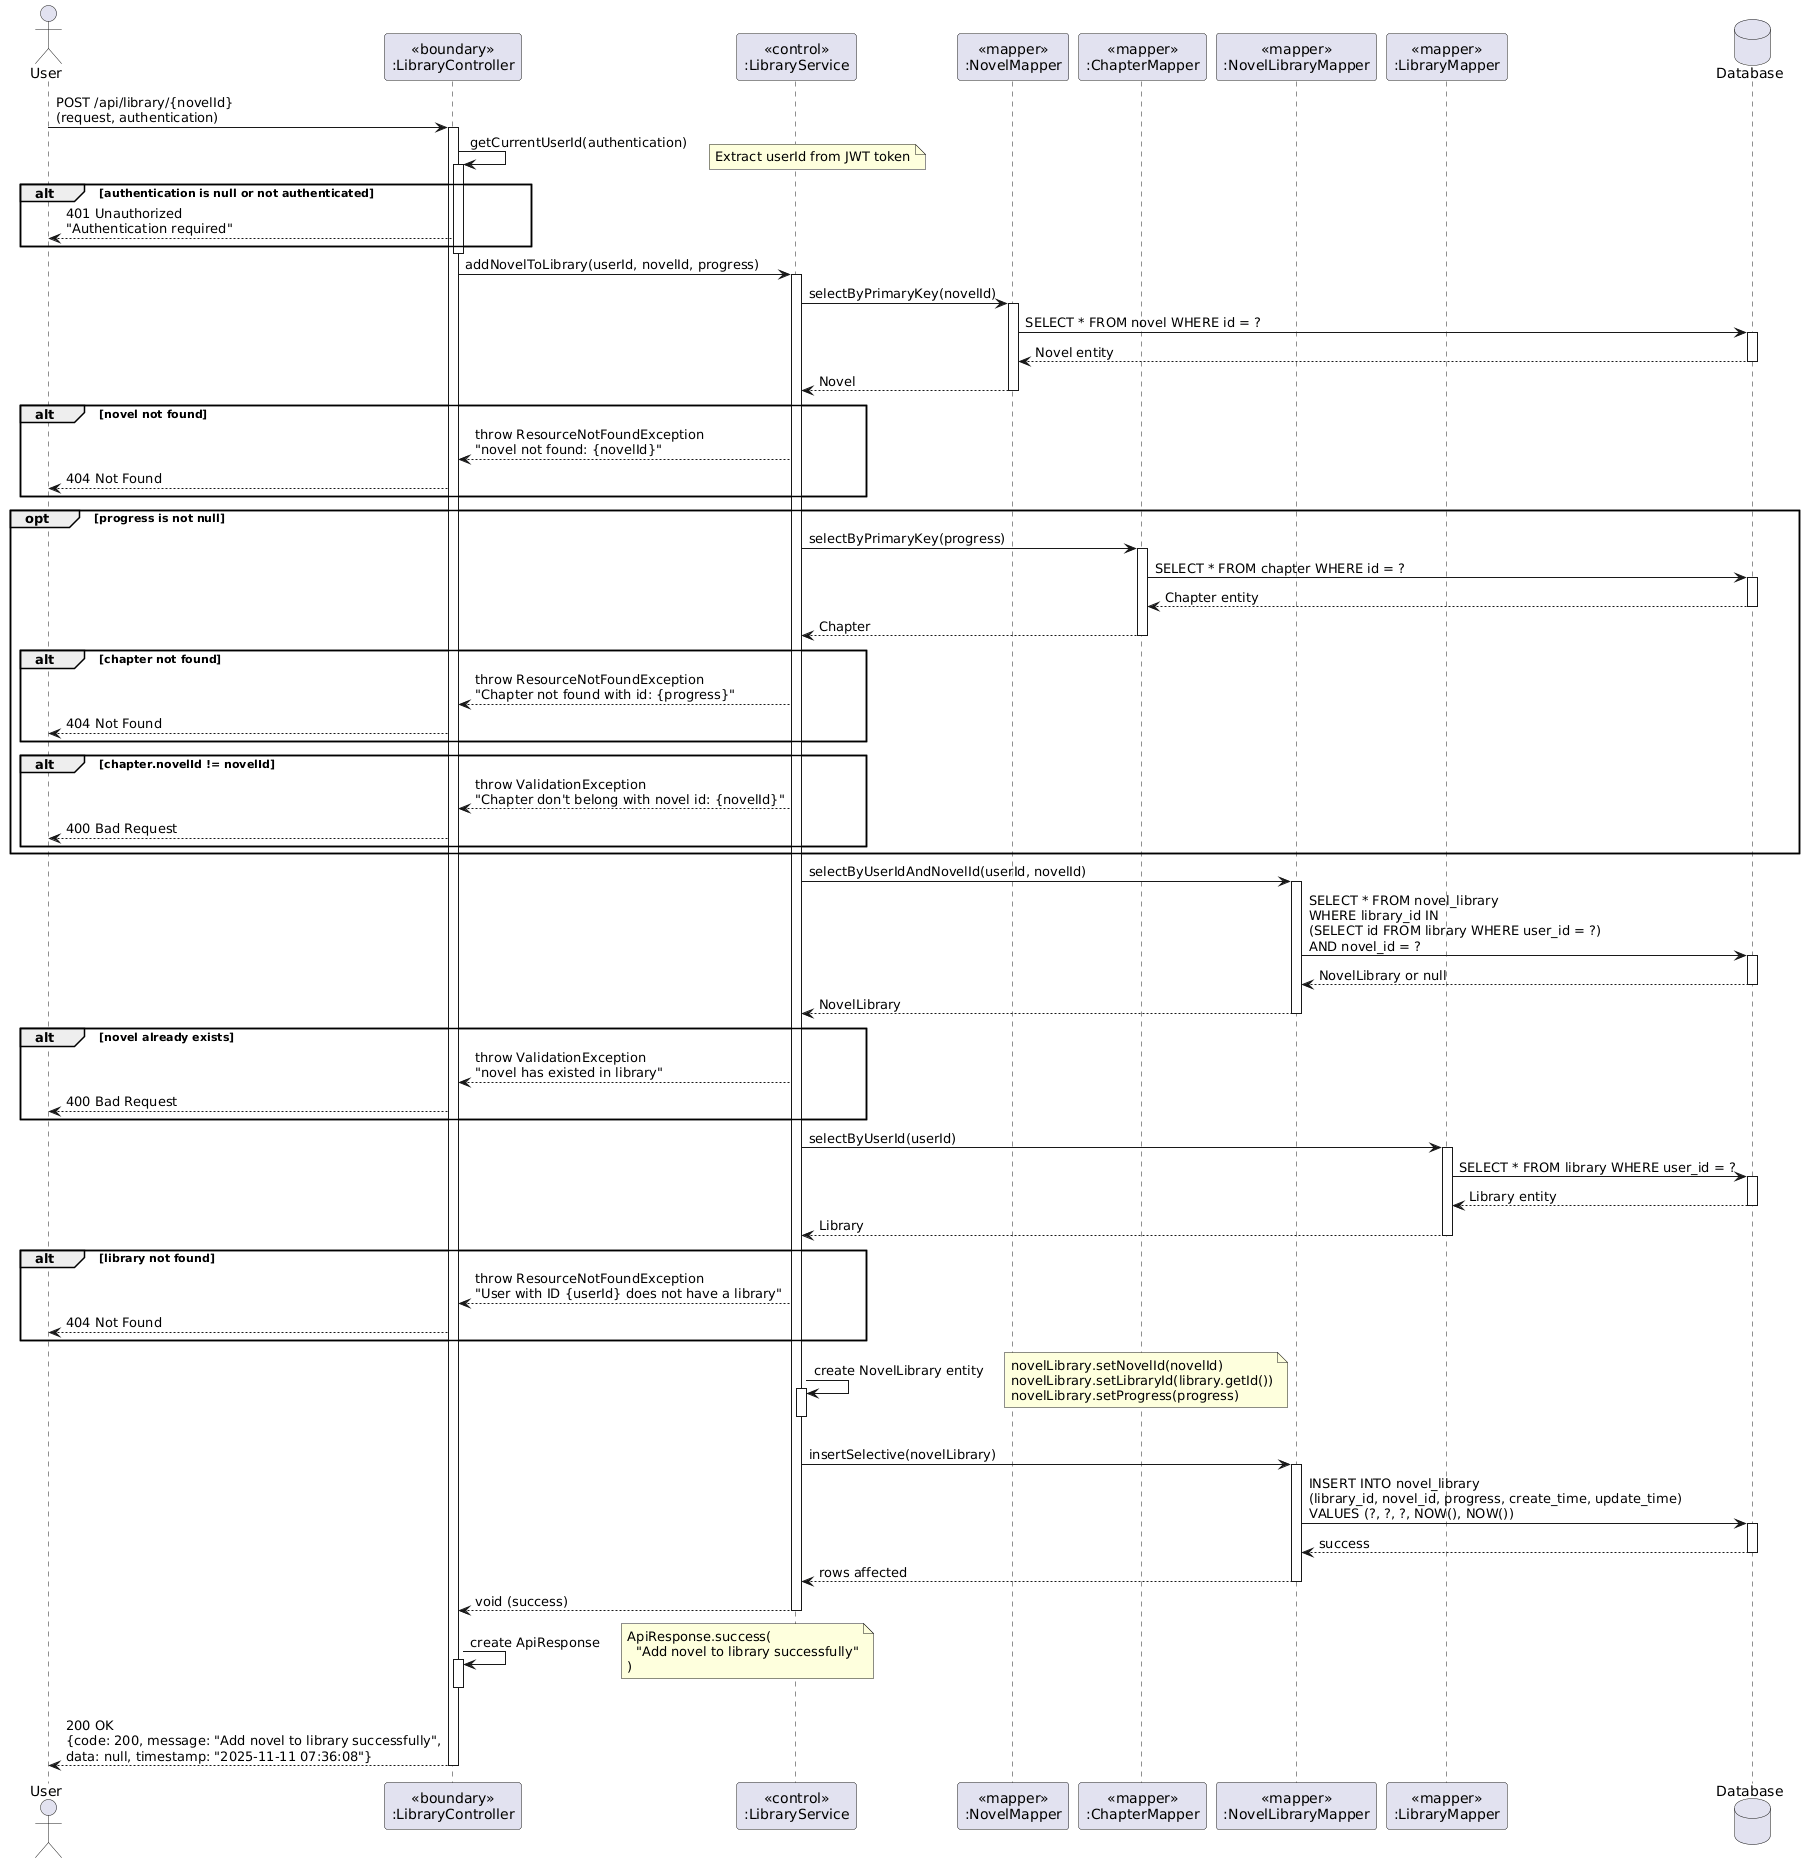 User
«boundary»
:LibraryController
«control»
:LibraryService
«mapper»
:NovelMapper
«mapper»
:ChapterMapper
«mapper»
:NovelLibraryMapper
«mapper»
:LibraryMapper
Database
POST /api/library/{novelId}
(request, authentication)
getCurrentUserId(authentication)
Extract userId from JWT token
alt [authentication is null or not authenticated]
401 Unauthorized
"Authentication required"
addNovelToLibrary(userId, novelId, progress)
selectByPrimaryKey(novelId)
SELECT * FROM novel WHERE id = ?
Novel entity
Novel
alt [novel not found]
throw ResourceNotFoundException
"novel not found: {novelId}"
404 Not Found
opt [progress is not null]
selectByPrimaryKey(progress)
SELECT * FROM chapter WHERE id = ?
Chapter entity
Chapter
alt [chapter not found]
throw ResourceNotFoundException
"Chapter not found with id: {progress}"
404 Not Found
alt [chapter.novelId != novelId]
throw ValidationException
"Chapter don't belong with novel id: {novelId}"
400 Bad Request
selectByUserIdAndNovelId(userId, novelId)
SELECT * FROM novel_library
WHERE library_id IN
(SELECT id FROM library WHERE user_id = ?)
AND novel_id = ?
NovelLibrary or null
NovelLibrary
alt [novel already exists]
throw ValidationException
"novel has existed in library"
400 Bad Request
selectByUserId(userId)
SELECT * FROM library WHERE user_id = ?
Library entity
Library
alt [library not found]
throw ResourceNotFoundException
"User with ID {userId} does not have a library"
404 Not Found
create NovelLibrary entity
novelLibrary.setNovelId(novelId)
novelLibrary.setLibraryId(library.getId())
novelLibrary.setProgress(progress)
insertSelective(novelLibrary)
INSERT INTO novel_library
(library_id, novel_id, progress, create_time, update_time)
VALUES (?, ?, ?, NOW(), NOW())
success
rows affected
void (success)
create ApiResponse
ApiResponse.success(
"Add novel to library successfully"
)
200 OK
{code: 200, message: "Add novel to library successfully",
data: null, timestamp: "2025-11-11 07:36:08"}
User
«boundary»
:LibraryController
«control»
:LibraryService
«mapper»
:NovelMapper
«mapper»
:ChapterMapper
«mapper»
:NovelLibraryMapper
«mapper»
:LibraryMapper
Database